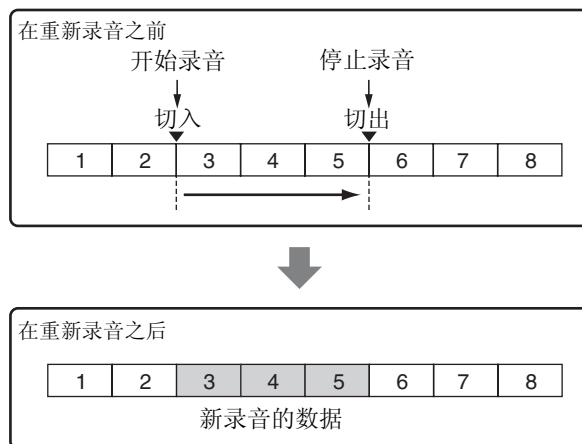 在重新录音之前
开始录音 停止录音
切入 切出
1 2 3 4 5 6 7 8
在重新录音之后
1 2 3 4 5 6 7 8
新录音的数据